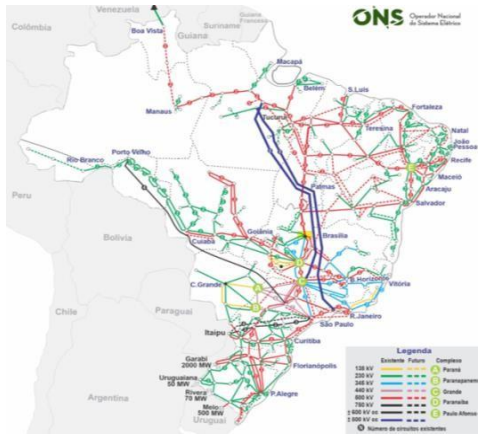 Venezuela
Guiana
Francesa
Suriname
Colômbia
Guiana
ONS
Operador Nacional
do Sistema Elétrico
Boa Vista
Macapá
Belém
S.Luis
Manaus
Fortaleza
Tucuruí
Teresina
Natal
João
Pessoa
Recife
Maceió
Aracaju
Salvador
Porto Velho
Rio Branco
Palmas
Peru
Bolívia
Cuiabá
Goiânia
Brasília
B.Horizonte
Vitória
C.Grande
R.Janeiro
São Paulo
Chile
Paraguai
Itaipu
Curitiba
Garabi
2000 MW
Florianópolis
Uruguaiana
50 MW
Rivera
70 MW
P.Alegre
Melo
500 MW
Argentina
Uruguai
Legenda
Existente Futuro Complexo
138 kV A Paraná
230 kV
345 kV C Grande
440 kV D Paranaíba
500 kV E Paulo Afonso
750 kV
±600 kV cc
±800 kV cc
Número de circuitos existentes